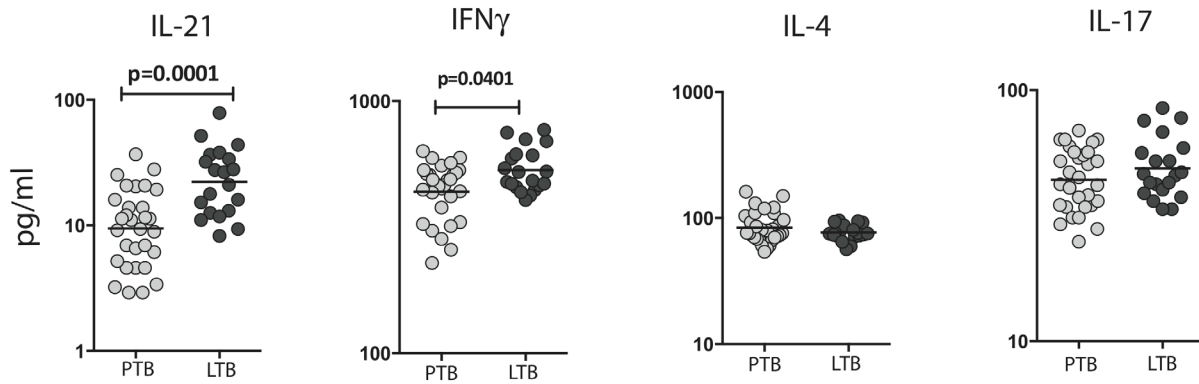 IL-21
IFNγ
IL-4
IL-17
p=0.0001
p=0.0401
pg/ml
100
10
1
PTB
LTB
1000
100
PTB
LTB
1000
100
10
PTB
LTB
100
10
PTB
LTB